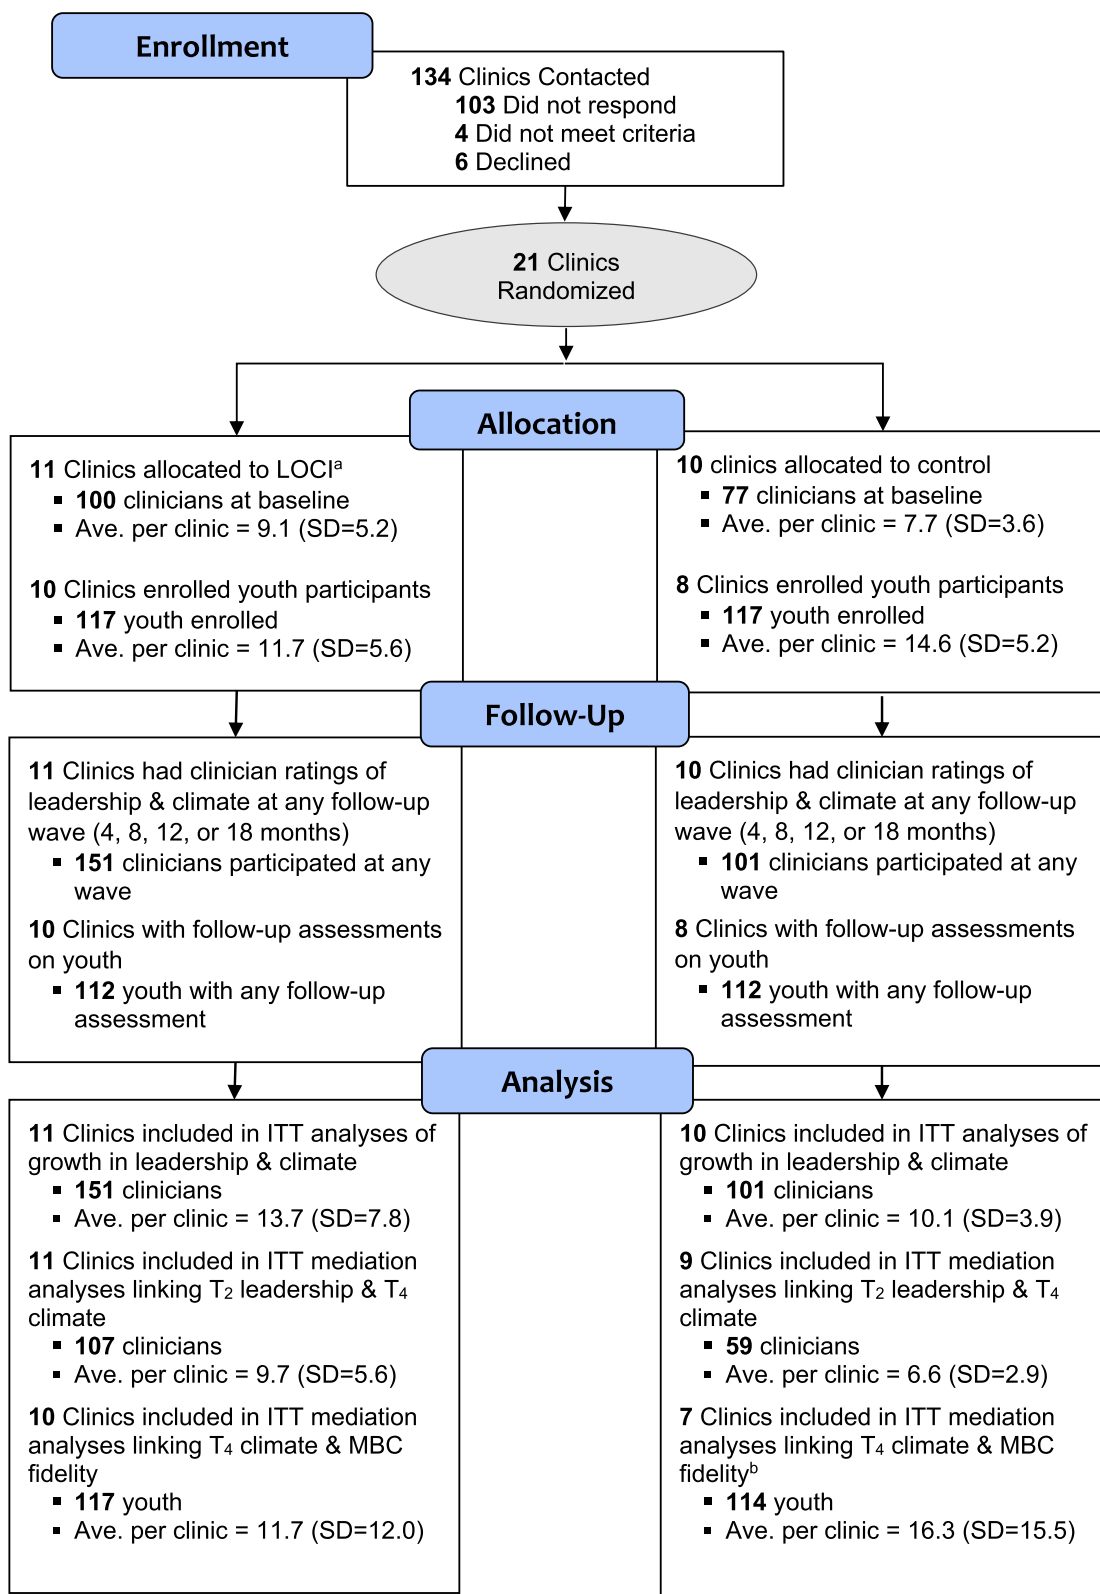 Enrollment
134 Clinics Contacted
103 Did not respond
4 Did not meet criteria
6 Declined
21 Clinics
Randomized
Allocation
11 Clinics allocated to LOCIᵃ
▪ 100 clinicians at baseline
▪ Ave. per clinic = 9.1 (SD=5.2)
10 Clinics enrolled youth participants
▪ 117 youth enrolled
▪ Ave. per clinic = 11.7 (SD=5.6)
10 clinics allocated to control
▪ 77 clinicians at baseline
▪ Ave. per clinic = 7.7 (SD=3.6)
8 Clinics enrolled youth participants
▪ 117 youth enrolled
▪ Ave. per clinic = 14.6 (SD=5.2)
Follow-Up
11 Clinics had clinician ratings of
leadership & climate at any follow-up
wave (4, 8, 12, or 18 months)
▪ 151 clinicians participated at any
wave
10 Clinics with follow-up assessments
on youth
▪ 112 youth with any follow-up
assessment
10 Clinics had clinician ratings of
leadership & climate at any follow-up
wave (4, 8, 12, or 18 months)
▪ 101 clinicians participated at any
wave
8 Clinics with follow-up assessments
on youth
▪ 112 youth with any follow-up
assessment
Analysis
11 Clinics included in ITT analyses of
growth in leadership & climate
▪ 151 clinicians
▪ Ave. per clinic = 13.7 (SD=7.8)
11 Clinics included in ITT mediation
analyses linking T₂ leadership & T₄
climate
▪ 107 clinicians
▪ Ave. per clinic = 9.7 (SD=5.6)
10 Clinics included in ITT mediation
analyses linking T₄ climate & MBC
fidelity
▪ 117 youth
▪ Ave. per clinic = 11.7 (SD=12.0)
10 Clinics included in ITT analyses of
growth in leadership & climate
▪ 101 clinicians
▪ Ave. per clinic = 10.1 (SD=3.9)
9 Clinics included in ITT mediation
analyses linking T₂ leadership & T₄
climate
▪ 59 clinicians
▪ Ave. per clinic = 6.6 (SD=2.9)
7 Clinics included in ITT mediation
analyses linking T₄ climate & MBC
fidelityᵇ
▪ 114 youth
▪ Ave. per clinic = 16.3 (SD=15.5)